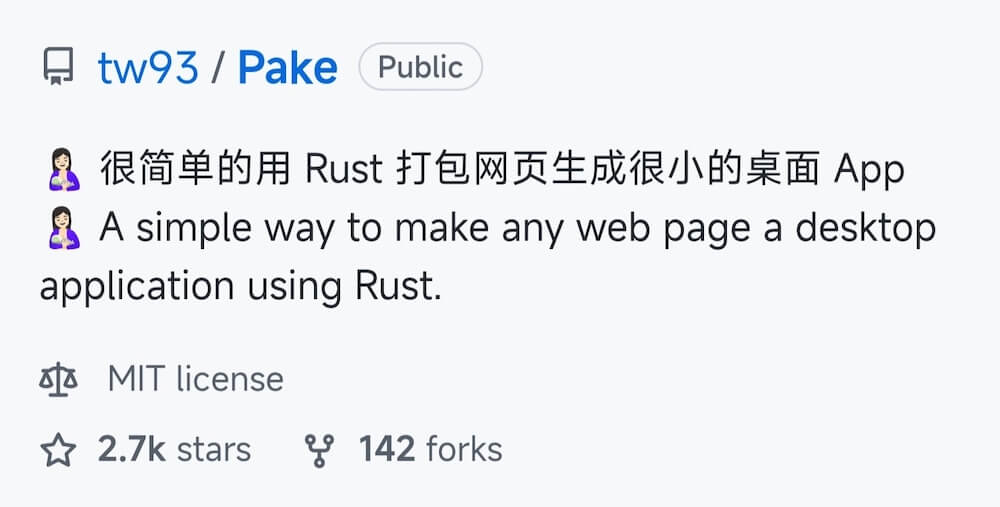 tw93 / Pake Public
🤱🏻 很简单的用 Rust 打包网页生成很小的桌面 App
🤱🏻 A simple way to make any web page a desktop
application using Rust.
MIT license
2.7k stars 142 forks